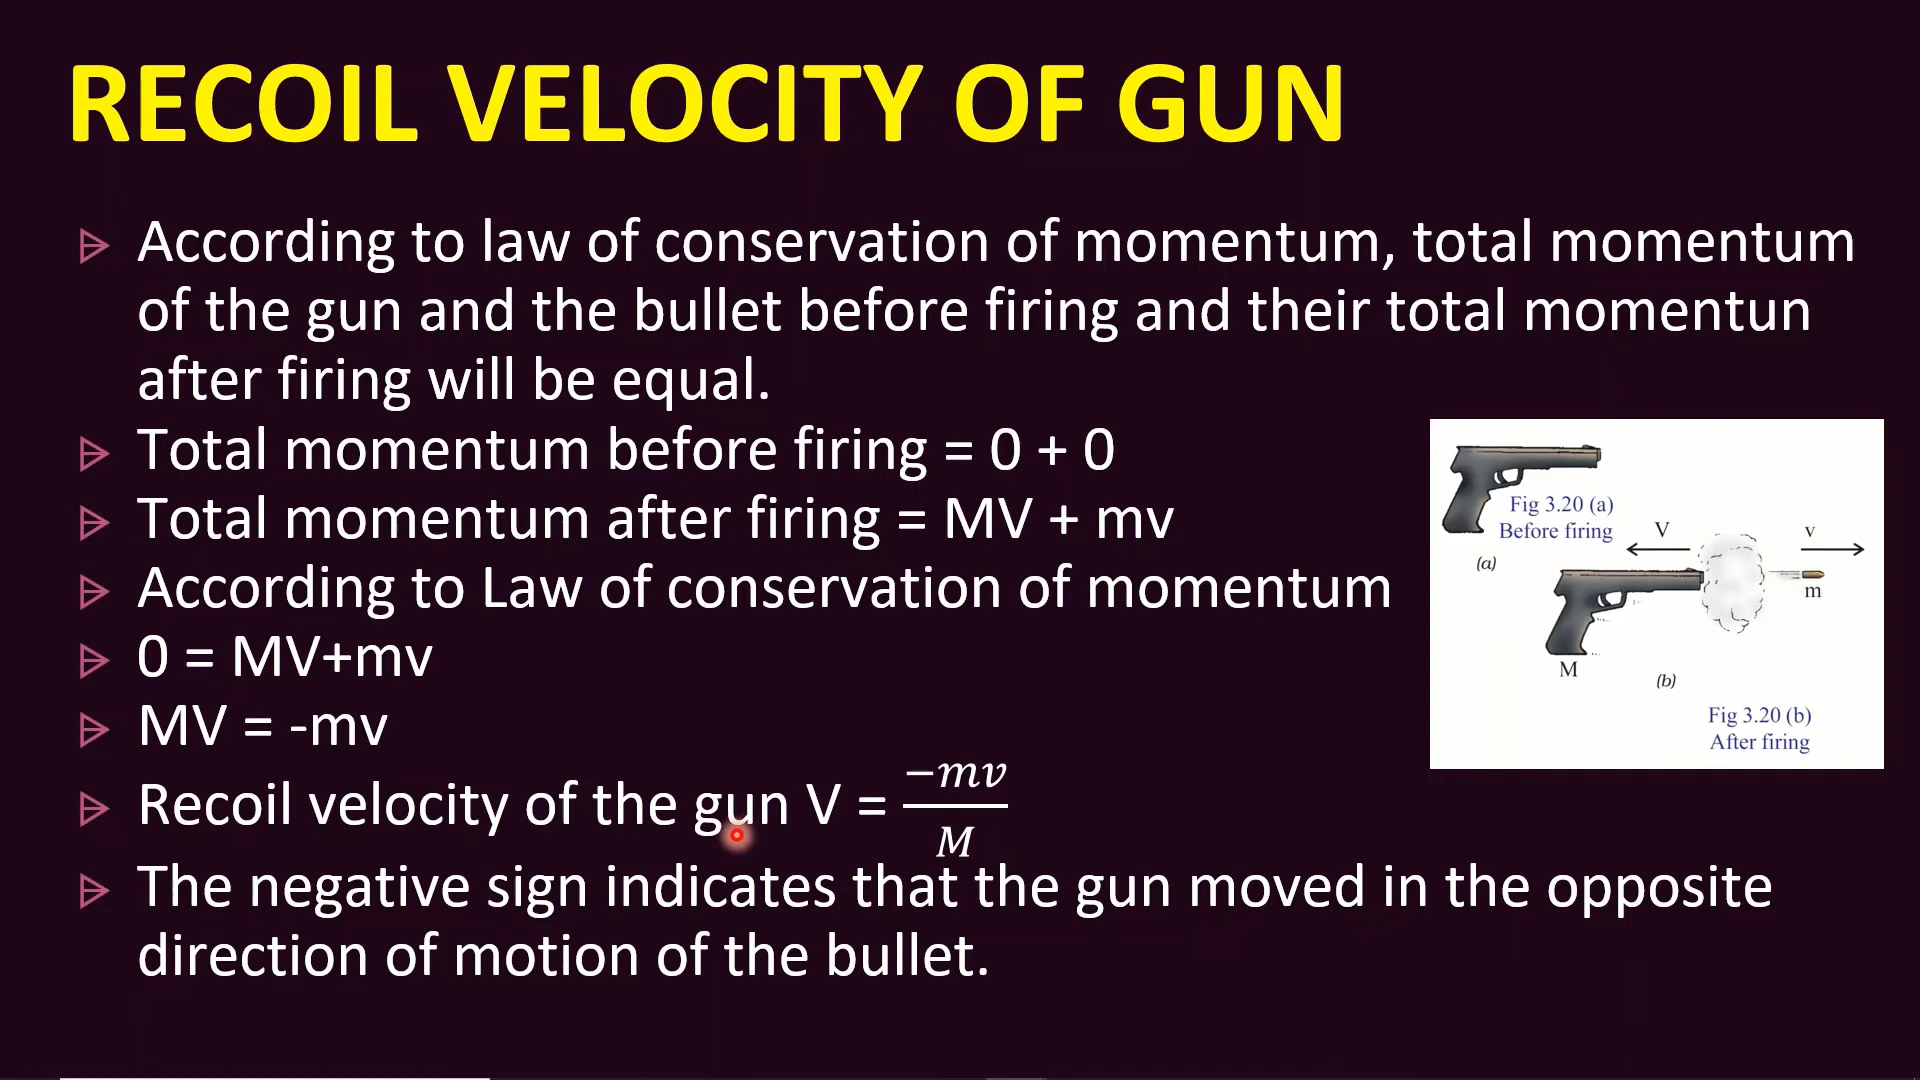 RECOIL VELOCITY OF GUN
According to law of conservation of momentum, total momentum
of the gun and the bullet before firing and their total momentun
after firing will be equal.
Total momentum before firing = 0 + 0
Total momentum after firing = MV + mv
According to Law of conservation of momentum
0 = MV+mv
MV = -mv
Recoil velocity of the gun V = −mv/M
The negative sign indicates that the gun moved in the opposite
direction of motion of the bullet.
Fig 3.20 (a)
Before firing
(a)
V
v
m
M
(b)
Fig 3.20 (b)
After firing